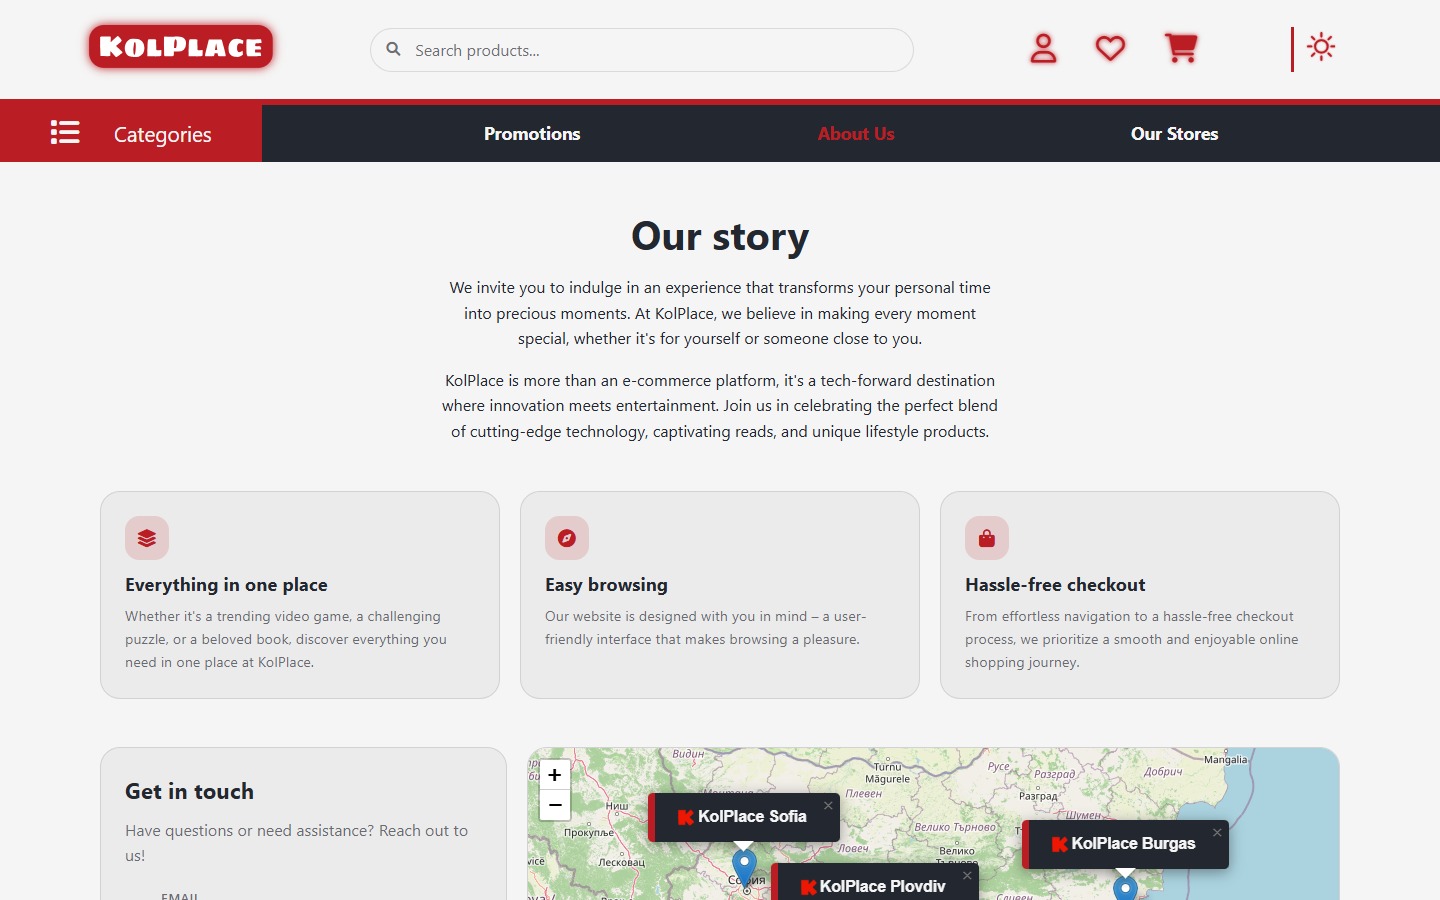 KOLPLACE
Search products...
Categories
Promotions
About Us
Our Stores
Our story
We invite you to indulge in an experience that transforms your personal time
into precious moments. At KolPlace, we believe in making every moment
special, whether it's for yourself or someone close to you.
KolPlace is more than an e-commerce platform, it's a tech-forward destination
where innovation meets entertainment. Join us in celebrating the perfect blend
of cutting-edge technology, captivating reads, and unique lifestyle products.
Everything in one place
Whether it's a trending video game, a challenging
puzzle, or a beloved book, discover everything you
need in one place at KolPlace.
Easy browsing
Our website is designed with you in mind – a user-
friendly interface that makes browsing a pleasure.
Hassle-free checkout
From effortless navigation to a hassle-free checkout
process, we prioritize a smooth and enjoyable online
shopping journey.
Get in touch
Have questions or need assistance? Reach out to
us!
EMAIL
+
−
Видин
Turnu
Măgurele
Русе
Разград
Добрич
Mangalia
Ниш
Плевен
Разград
KolPlace Sofia
×
Прокупље
Велико Търново
Шумен
KolPlace Burgas
×
Лесковац
Ловеч
Велико
София
KolPlace Plovdiv
×
Сливен